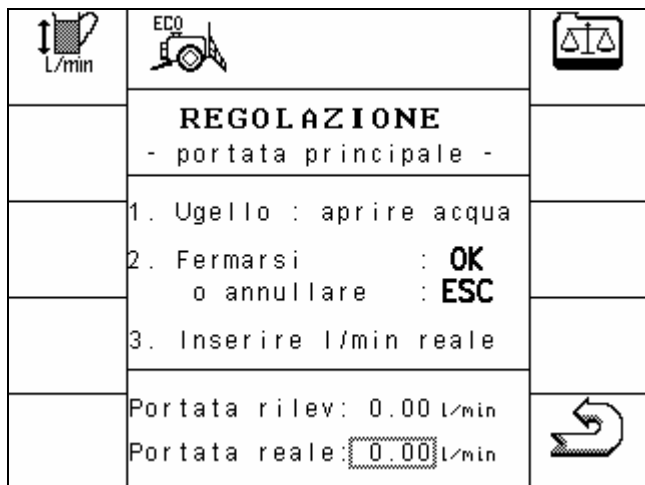 L/min
ECO
REGOLAZIONE
- portata principale -
1. Ugello : aprire acqua
2. Fermarsi : OK
o annullare : ESC
3. Inserire l/min reale
Portata rilev: 0.00 l/min
Portata reale: 0.00 l/min